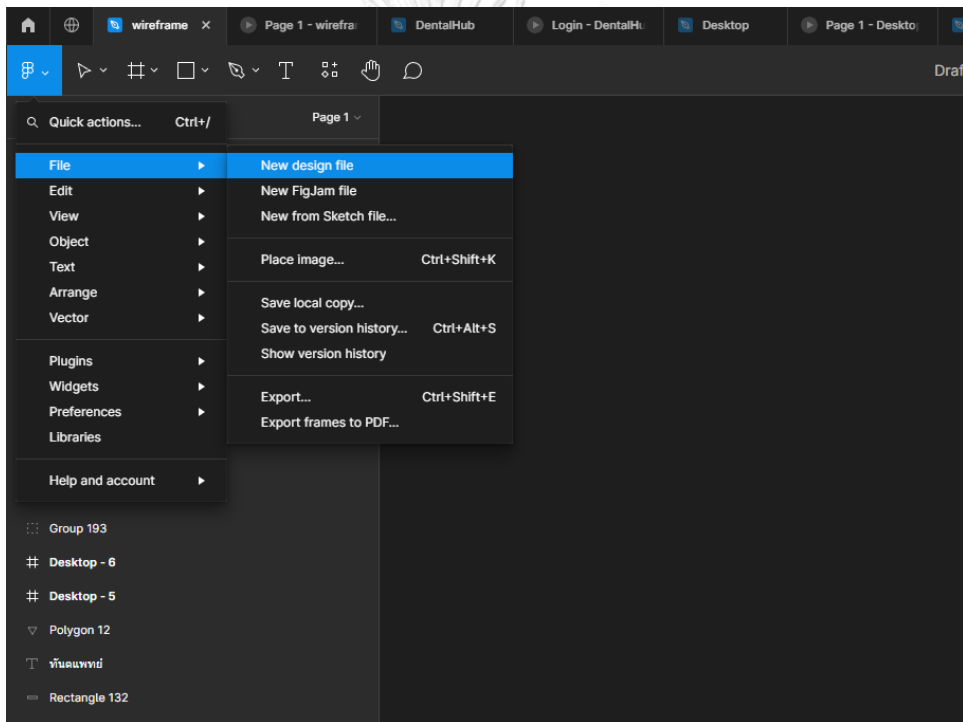 wireframe
Page 1 - wirefra
DentalHub
Login - DentalHu
Desktop
Page 1 - Deskto
Draf
Quick actions... Ctrl+/
Page 1
File
Edit
View
Object
Text
Arrange
Vector
Plugins
Widgets
Preferences
Libraries
Help and account
New design file
New FigJam file
New from Sketch file...
Place image... Ctrl+Shift+K
Save local copy...
Save to version history... Ctrl+Alt+S
Show version history
Export... Ctrl+Shift+E
Export frames to PDF...
Group 193
Desktop - 6
Desktop - 5
Polygon 12
ทันตแพทย์
Rectangle 132